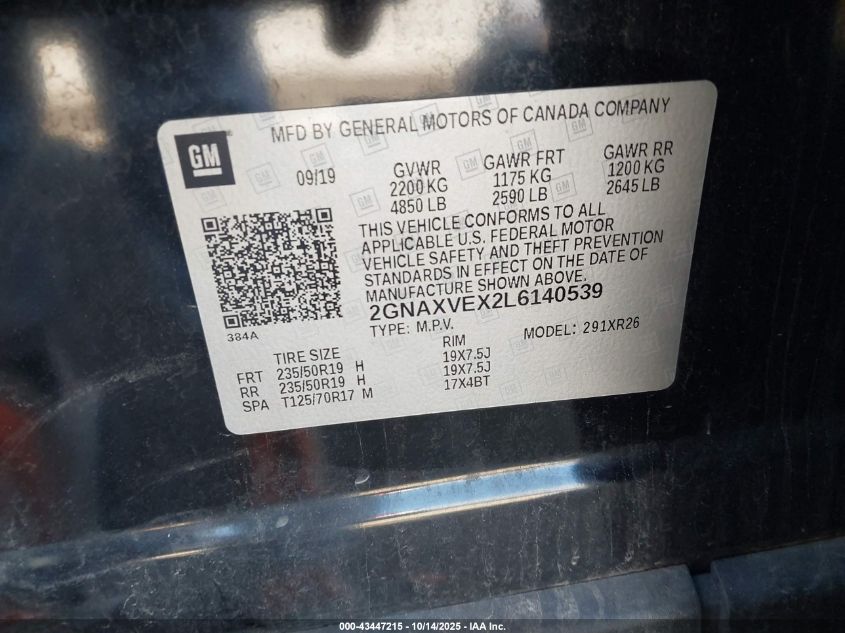 MFD BY GENERAL MOTORS OF CANADA COMPANY
GM
09/19
GVWR
2200 KG
4850 LB
GAWR FRT
1175 KG
2590 LB
GAWR RR
1200 KG
2645 LB
THIS VEHICLE CONFORMS TO ALL
APPLICABLE U.S. FEDERAL MOTOR
VEHICLE SAFETY AND THEFT PREVENTION
STANDARDS IN EFFECT ON THE DATE OF
MANUFACTURE SHOWN ABOVE.
2GNAXVEX2L6140539
384A
TYPE: M.P.V.
MODEL: 291XR26
TIRE SIZE
RIM
FRT 235/50R19 H 19X7.5J
RR 235/50R19 H 19X7.5J
SPA T125/70R17 M 17X4BT
000-43447215 - 10/14/2025 - IAA Inc.